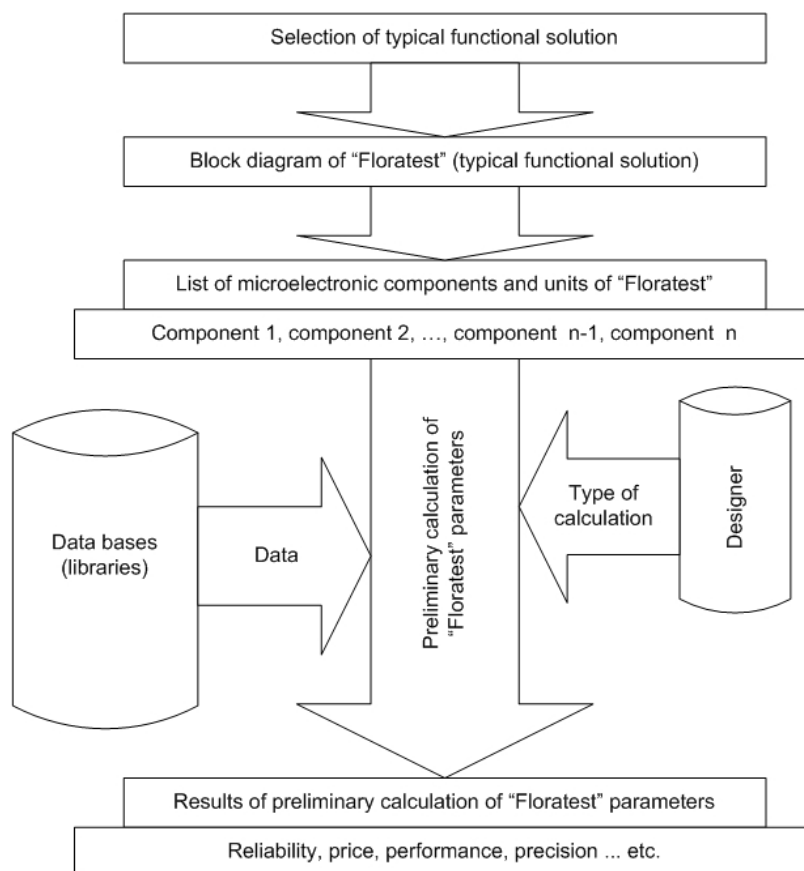 Selection of typical functional solution
Block diagram of “Floratest” (typical functional solution)
List of microelectronic components and units of “Floratest”
Component 1, component 2, …, component n-1, component n
Data bases
(libraries)
Data
Preliminary calculation of
“Floratest” parameters
Type of
calculation
Designer
Results of preliminary calculation of “Floratest” parameters
Reliability, price, performance, precision ... etc.